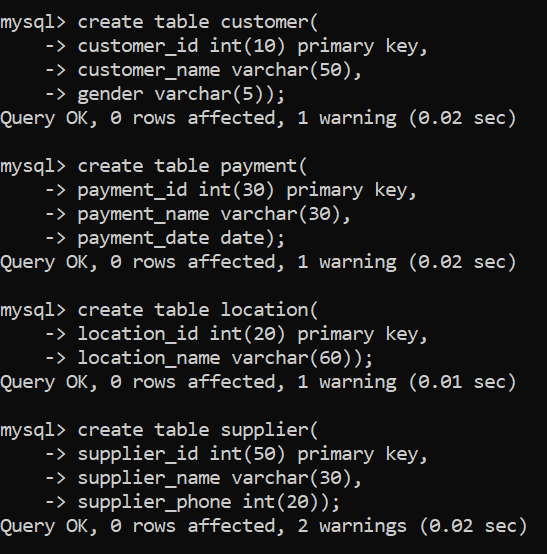 mysql> create table customer(
    -> customer_id int(10) primary key,
    -> customer_name varchar(50),
    -> gender varchar(5));
Query OK, 0 rows affected, 1 warning (0.02 sec)

mysql> create table payment(
    -> payment_id int(30) primary key,
    -> payment_name varchar(30),
    -> payment_date date);
Query OK, 0 rows affected, 1 warning (0.02 sec)

mysql> create table location(
    -> location_id int(20) primary key,
    -> location_name varchar(60));
Query OK, 0 rows affected, 1 warning (0.01 sec)

mysql> create table supplier(
    -> supplier_id int(50) primary key,
    -> supplier_name varchar(30),
    -> supplier_phone int(20));
Query OK, 0 rows affected, 2 warnings (0.02 sec)